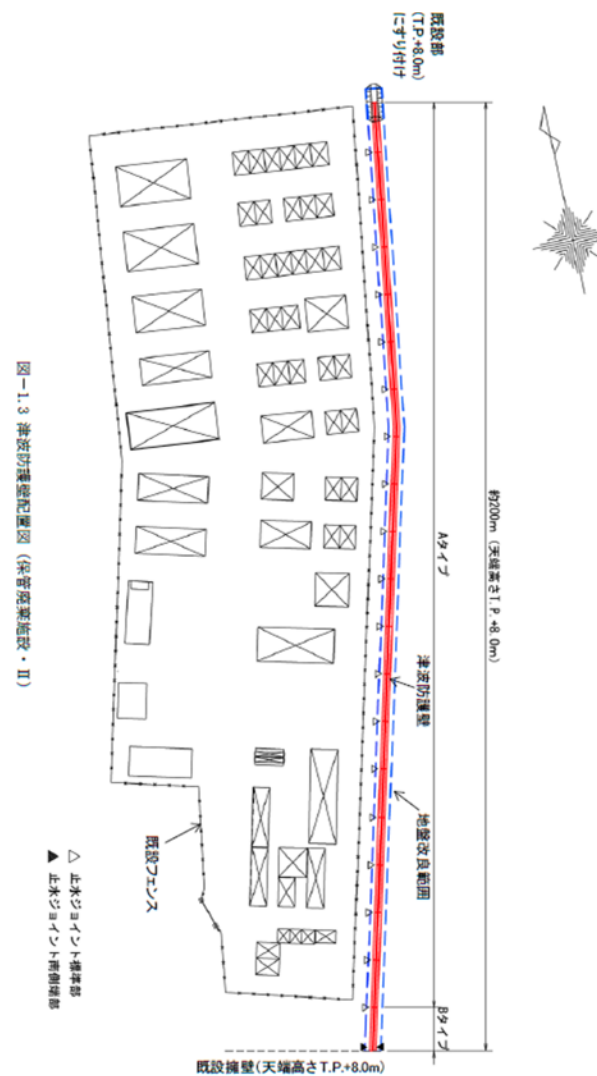 既設部
(T.P.+8.0m)
にすり付け
約200m (天端高さT.P.+8.0m)
Aタイプ
津波防護壁
地盤改良範囲
Bタイプ
既設フェンス
△ 止水ジョイント標準部
▲ 止水ジョイント南側端部
既設擁壁(天端高さT.P.+8.0m)
図－1.3 津波防護壁配置図 (保管廃棄施設・Ⅱ)